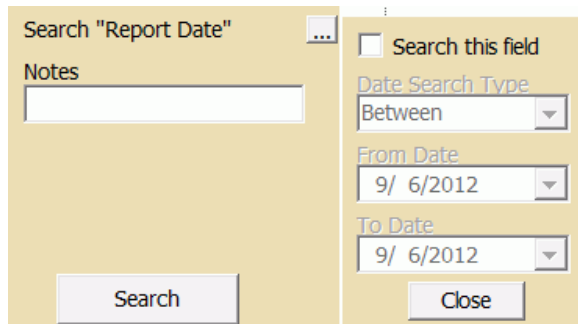 Search "Report Date"
...
Notes
Search
Search this field
Date Search Type
Between
From Date
9/ 6/2012
To Date
9/ 6/2012
Close